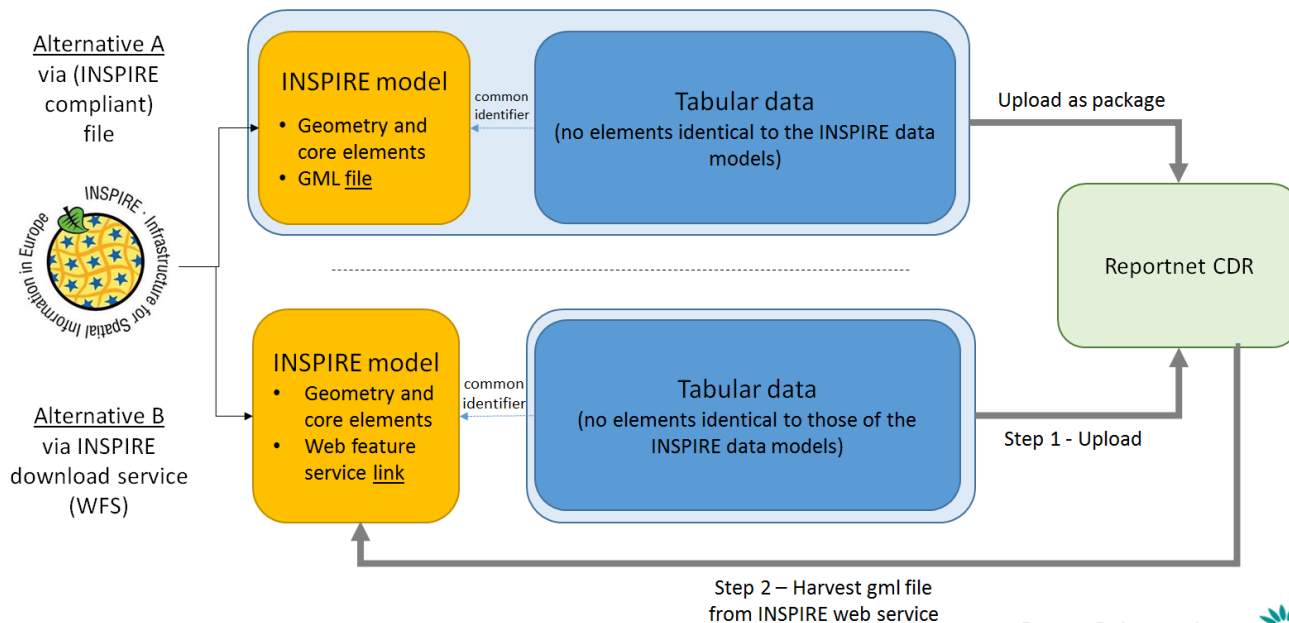 Alternative A
via (INSPIRE
compliant)
file
INSPIRE model
• Geometry and
core elements
• GML file
common
identifier
Tabular data
(no elements identical to the INSPIRE data
models)
Upload as package
INSPIRE · Infrastructure for Spatial Information in Europe
Reportnet CDR
Alternative B
via INSPIRE
download service
(WFS)
INSPIRE model
• Geometry and
core elements
• Web feature
service link
common
identifier
Tabular data
(no elements identical to those of the
INSPIRE data models)
Step 1 - Upload
Step 2 – Harvest gml file
from INSPIRE web service